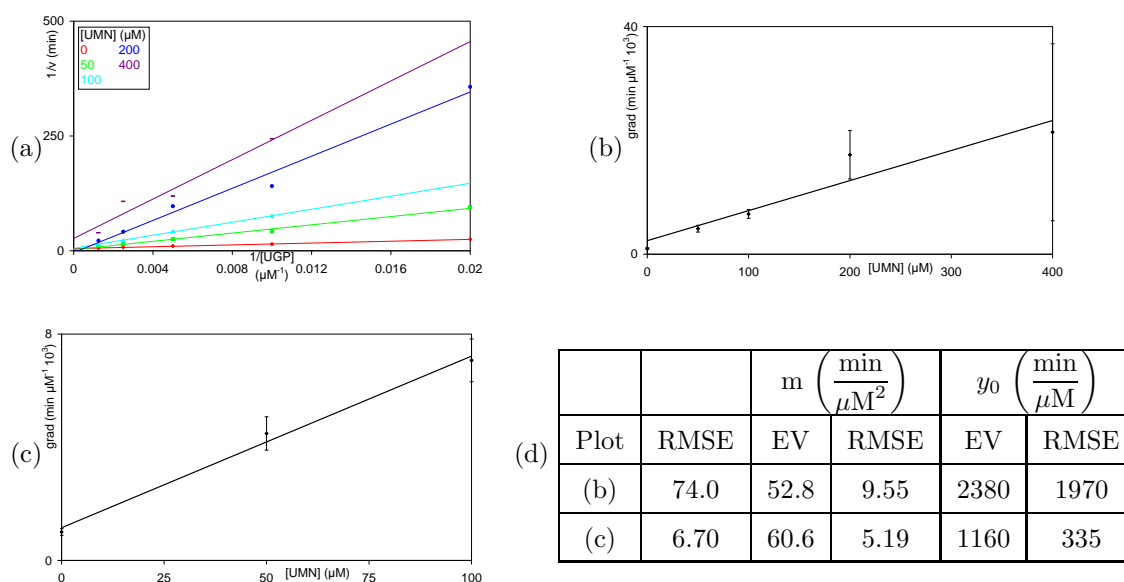 (a)
1/v (min)
500
250
0
[UMN] (µM)
0 200
50 400
100
0 0.004 0.008 0.012 0.016 0.02
1/[UGP]
(µM⁻¹)
(b)
grad (min µM⁻¹ 10³)
40
0
0 100 200 300 400
[UMN] (µM)
(c)
grad (min µM⁻¹ 10³)
8
0
0 25 50 75 100
[UMN] (µM)
(d)
m (min/µM²) y₀ (min/µM)
Plot RMSE EV RMSE EV RMSE
(b) 74.0 52.8 9.55 2380 1970
(c) 6.70 60.6 5.19 1160 335